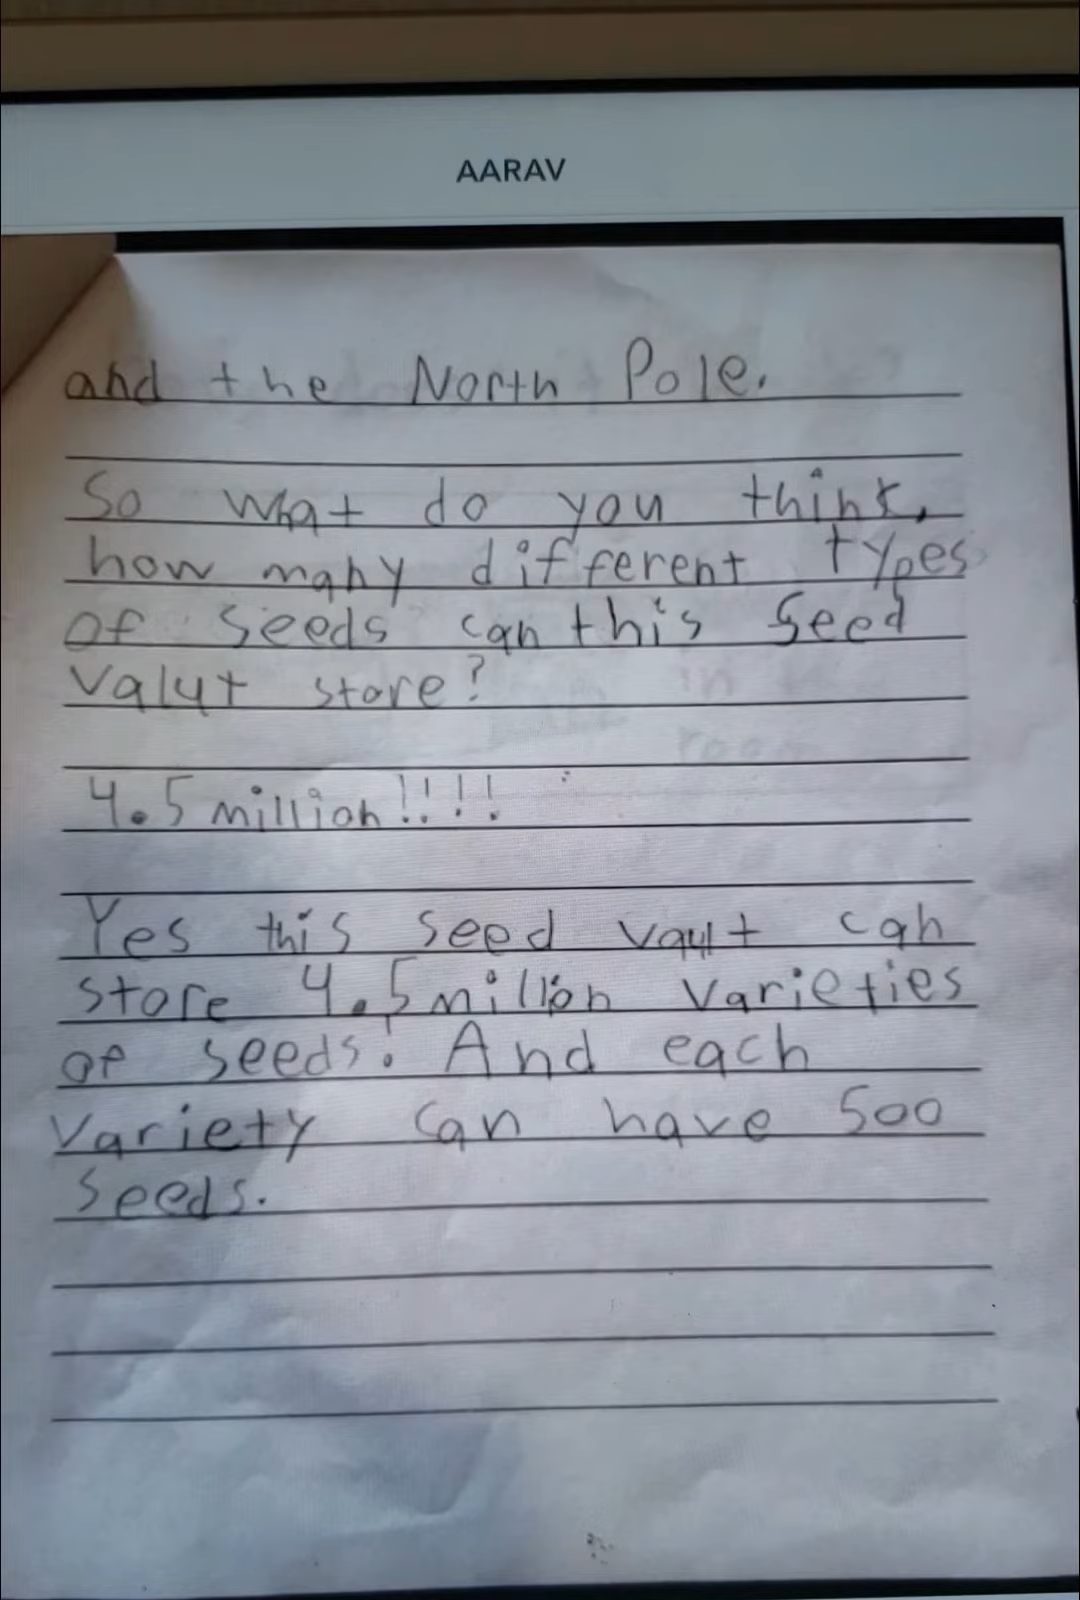 AARAV
and the North Pole.
So what do you think,
how many different types
of seeds can this seed
valut store?
4.5 million!!!!
Yes this seed vault can
store 4.5 million varieties
of seeds! And each
variety can have 500
seeds.